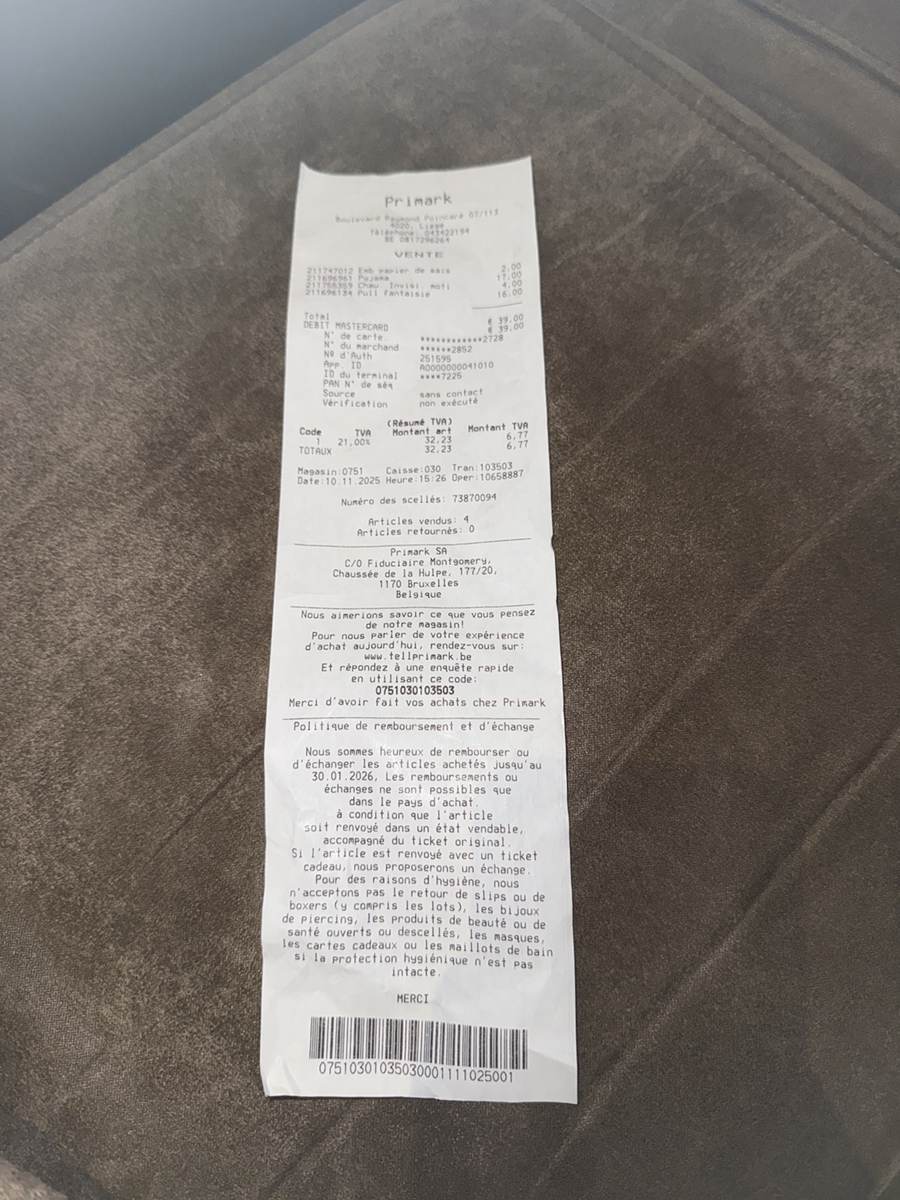 Primark
Boulevard Raymond Poincaré 07/113
4020, Liège
Téléphone: 043422194
BE 0817296264
VENTE
211747012 Emb papier de sais 2.00
211696961 Pyjama 17.00
211755359 Chau. Invisi. moti 4.00
211696134 Pull fantaisie 16.00
Total € 39,00
DEBIT MASTERCARD € 39,00
N° de carte ************2728
N° du marchand ******2852
Nº d'Auth 251595
App. ID A0000000041010
ID du terminal ****7225
PAN N° de séq
Source sans contact
Vérification non exécuté
(Résumé TVA)
Code TVA Montant art Montant TVA
1 21,00% 32,23 6,77
TOTAUX 32,23 6,77
Magasin:0751 Caisse:030 Tran:103503
Date:10.11.2025 Heure:15:26 Oper:10658887
Numéro des scellés: 73870094
Articles vendus: 4
Articles retournés: 0
Primark SA
C/O Fiduciaire Montgomery,
Chaussée de la Hulpe, 177/20,
1170 Bruxelles
Belgique
Nous aimerions savoir ce que vous pensez
de notre magasin!
Pour nous parler de votre expérience
d'achat aujourd'hui, rendez-vous sur:
www.tellprimark.be
Et répondez à une enquête rapide
en utilisant ce code:
0751030103503
Merci d'avoir fait vos achats chez Primark
Politique de remboursement et d'échange
Nous sommes heureux de rembourser ou
d'échanger les articles achetés jusqu'au
30.01.2026, Les remboursements ou
échanges ne sont possibles que
dans le pays d'achat.
à condition que l'article
soit renvoyé dans un état vendable,
accompagné du ticket original.
Si l'article est renvoyé avec un ticket
cadeau, nous proposerons un échange.
Pour des raisons d'hygiène, nous
n'acceptons pas le retour de slips ou de
boxers (y compris les lots), les bijoux
de piercing, les produits de beauté ou de
santé ouverts ou descellés, les masques,
les cartes cadeaux ou les maillots de bain
si la protection hygiénique n'est pas
intacte.
MERCI
07510301035030001111025001